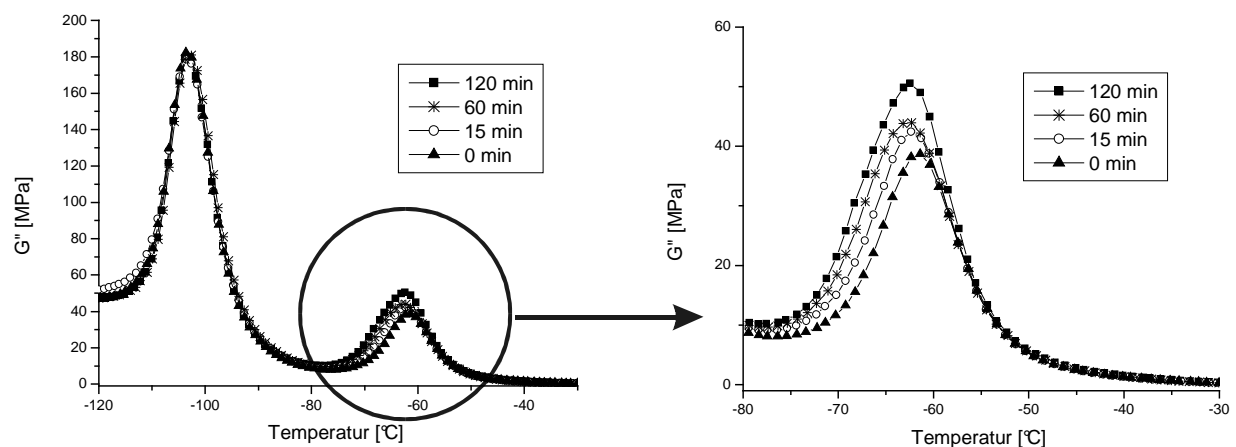 200
180
160
140
120
100
80
60
40
20
0
G" [MPa]
-120 -100 -80 -60 -40
Temperatur [°C]
120 min
60 min
15 min
0 min
60
40
20
0
G" [MPa]
-80 -70 -60 -50 -40 -30
Temperatur [°C]
120 min
60 min
15 min
0 min